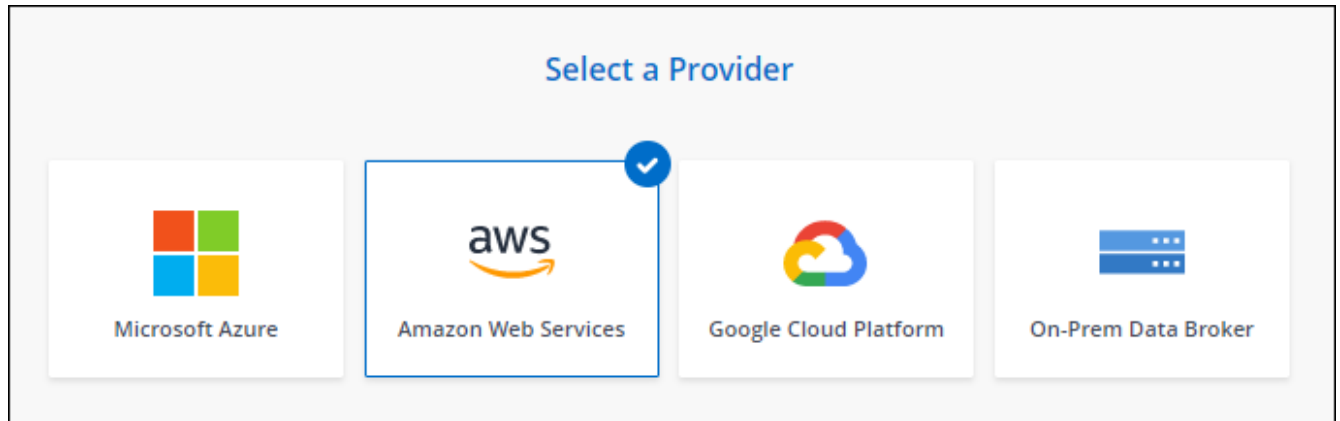 Select a Provider
aws
Microsoft Azure
Amazon Web Services
Google Cloud Platform
On-Prem Data Broker